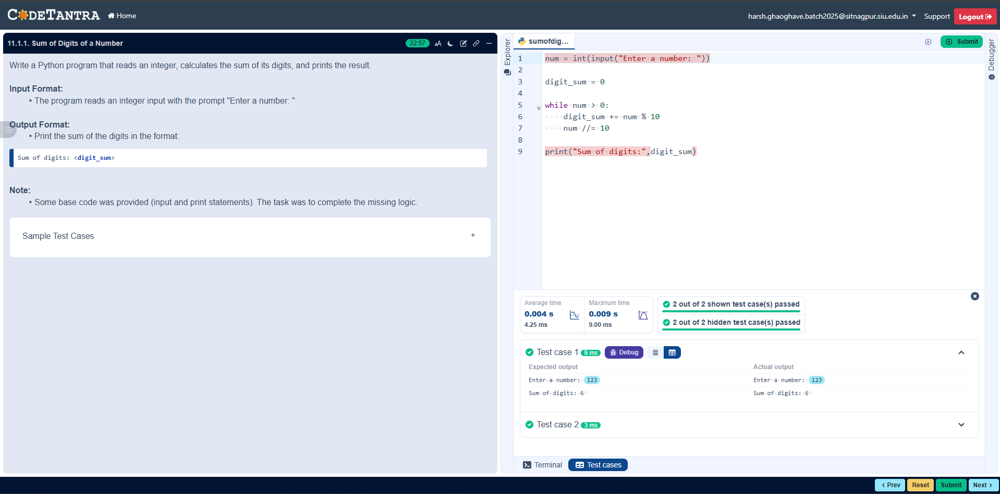 CODETANTRA Home
harsh.ghaoghave.batch2025@sitnagpur.siu.edu.in Support Logout
11.1.1. Sum of Digits of a Number 22:57 AA
Write a Python program that reads an integer, calculates the sum of its digits, and prints the result.
Input Format:
• The program reads an integer input with the prompt "Enter a number: "
Output Format:
• Print the sum of the digits in the format:
Sum of digits: <digit_sum>
Note:
• Some base code was provided (input and print statements). The task was to complete the missing logic.
Sample Test Cases +
Explorer
sumofdig... Submit
Debugger
1 num = int(input("Enter a number: "))
2
3 digit_sum = 0
4
5 while num > 0:
6 digit_sum += num % 10
7 num //= 10
8
9 print("Sum of digits:",digit_sum)
Average time
0.004 s
4.25 ms
Maximum time
0.009 s
9.00 ms
2 out of 2 shown test case(s) passed
2 out of 2 hidden test case(s) passed
Test case 1 9 ms Debug
Expected output Actual output
Enter a number: 123 Enter a number: 123
Sum of digits: 6 Sum of digits: 6
Test case 2 3 ms
Terminal Test cases
< Prev Reset Submit Next >